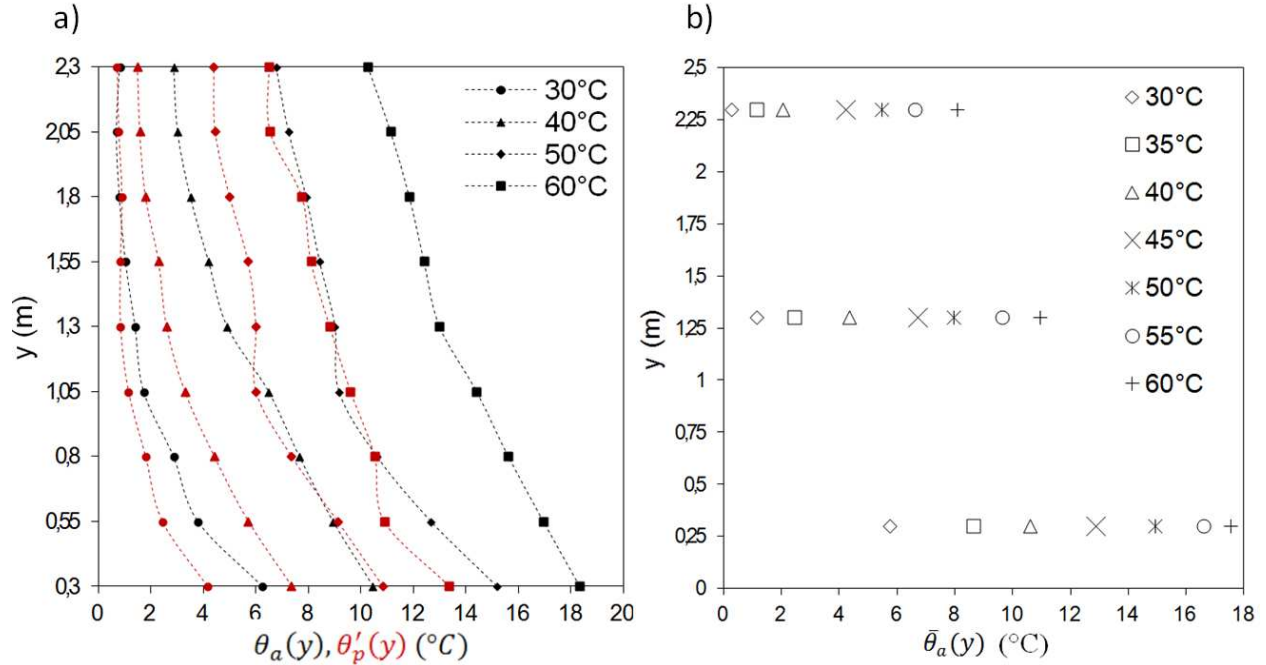 a)
2,3
2,05
1,8
1,55
1,3
1,05
0,8
0,55
0,3
y (m)
30°C
40°C
50°C
60°C
0 2 4 6 8 10 12 14 16 18 20
θₐ(y), θ′ₚ(y) (°C)
b)
2,5
2,25
2
1,75
1,5
1,25
1
0,75
0,5
0,25
0
y (m)
30°C
35°C
40°C
45°C
50°C
55°C
60°C
0 2 4 6 8 10 12 14 16 18
θ̄ₐ(y) (°C)